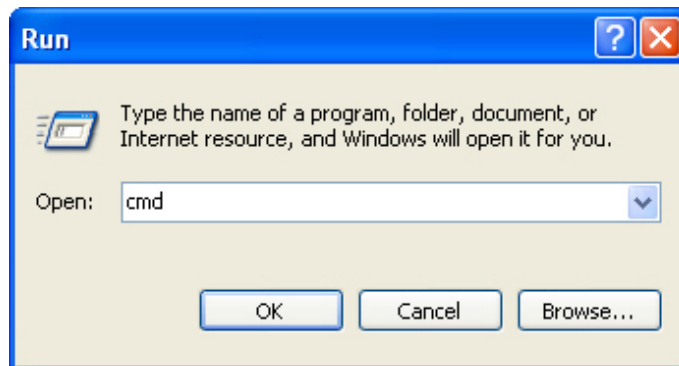 Run
Type the name of a program, folder, document, or
Internet resource, and Windows will open it for you.
Open: cmd
OK Cancel Browse...